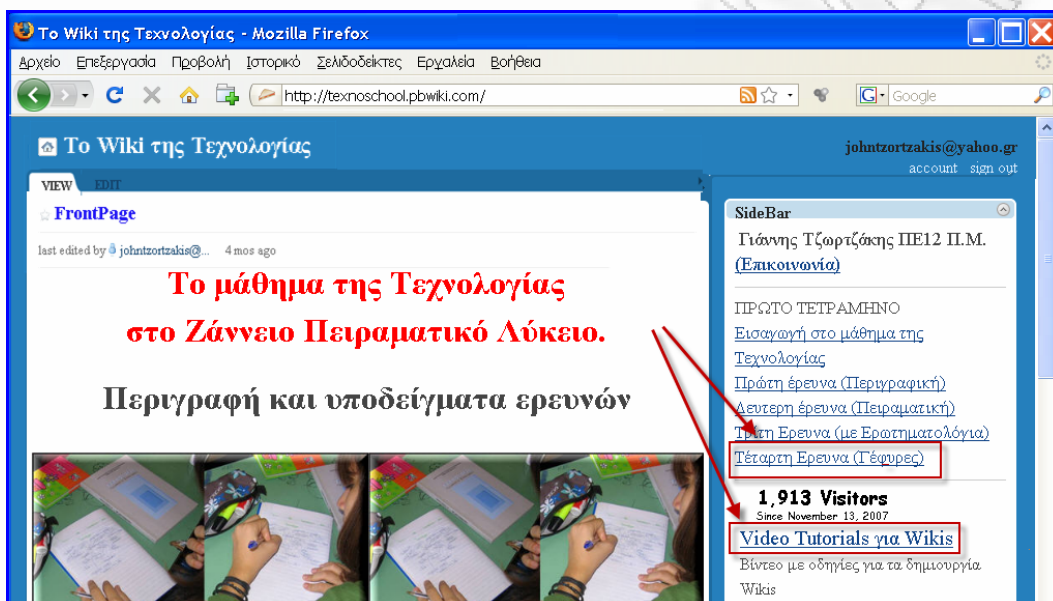 Το Wiki της Τεχνολογίας - Mozilla Firefox
Αρχείο Επεξεργασία Προβολή Ιστορικό Σελιδοδείκτες Εργαλεία Βοήθεια
http://texnoschool.pbwiki.com/ G Google
Το Wiki της Τεχνολογίας
johntzortzakis@yahoo.gr
account sign out
VIEW EDIT
FrontPage
last edited by johntzortzakis@... 4 mos ago
Το μάθημα της Τεχνολογίας
στο Ζάννειο Πειραματικό Λύκειο.
Περιγραφή και υποδείγματα ερευνών
SideBar
Γιάννης Τζωρτζάκης ΠΕ12 Π.Μ.
(Επικοινωνία)
ΠΡΩΤΟ ΤΕΤΡΑΜΗΝΟ
Εισαγωγή στο μάθημα της
Τεχνολογίας
Πρώτη έρευνα (Περιγραφική)
Δευτερη έρευνα (Πειραματική)
Τρίτη Ερευνα (με Ερωτηματολόγια)
Τέταρτη Ερευνα (Γέφυρες)
1,913 Visitors
Since November 13, 2007
Video Tutorials για Wikis
Βίντεο με οδηγίες για τα δημιουργία
Wikis